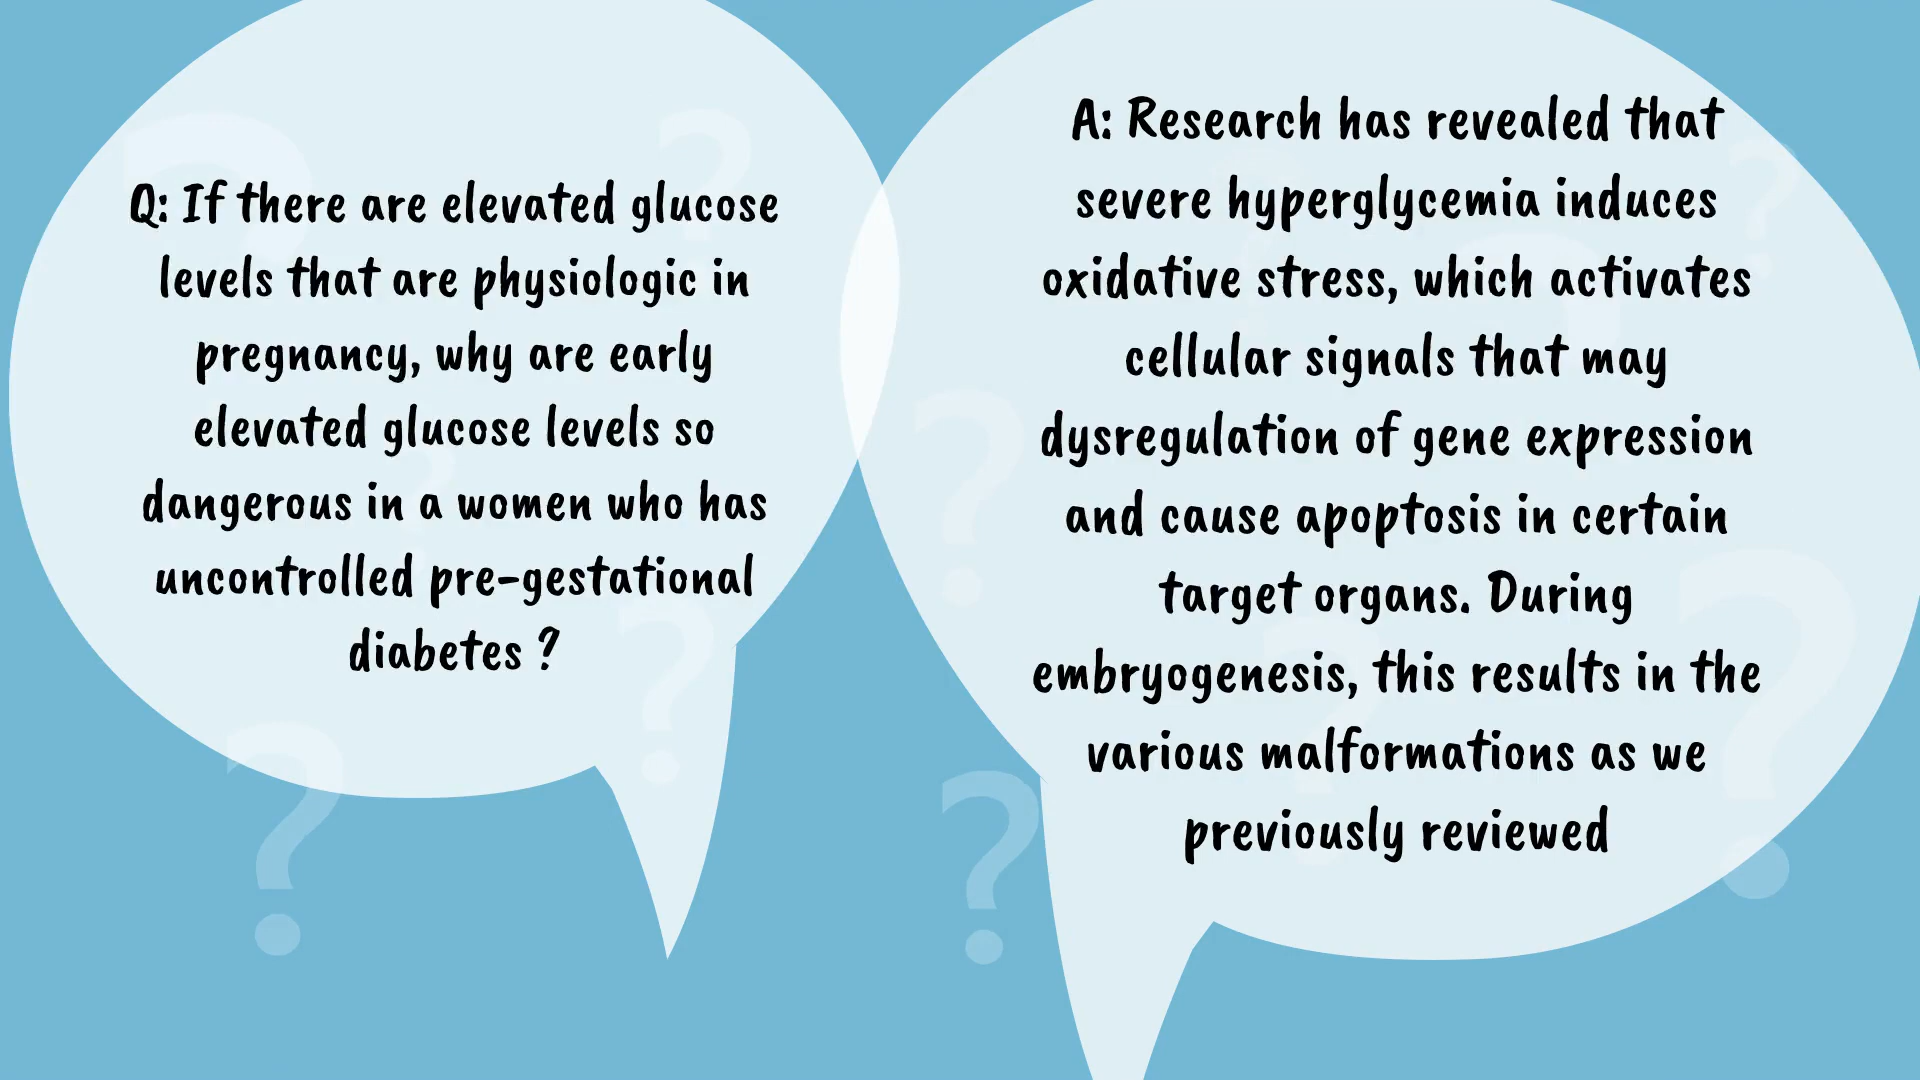 Q: If there are elevated glucose
levels that are physiologic in
pregnancy, why are early
elevated glucose levels so
dangerous in a women who has
uncontrolled pre-gestational
diabetes ?
A: Research has revealed that
severe hyperglycemia induces
oxidative stress, which activates
cellular signals that may
dysregulation of gene expression
and cause apoptosis in certain
target organs. During
embryogenesis, this results in the
various malformations as we
previously reviewed